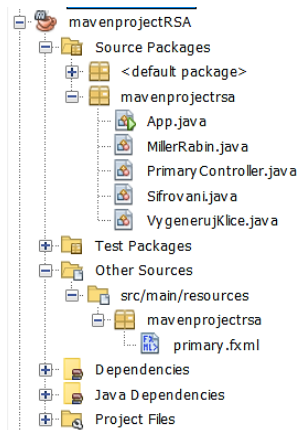 mavenprojectRSA
Source Packages
<default package>
mavenprojectrsa
App.java
MillerRabin.java
PrimaryController.java
Sifrovani.java
VygenerujKlice.java
Test Packages
Other Sources
src/main/resources
mavenprojectrsa
primary.fxml
Dependencies
Java Dependencies
Project Files